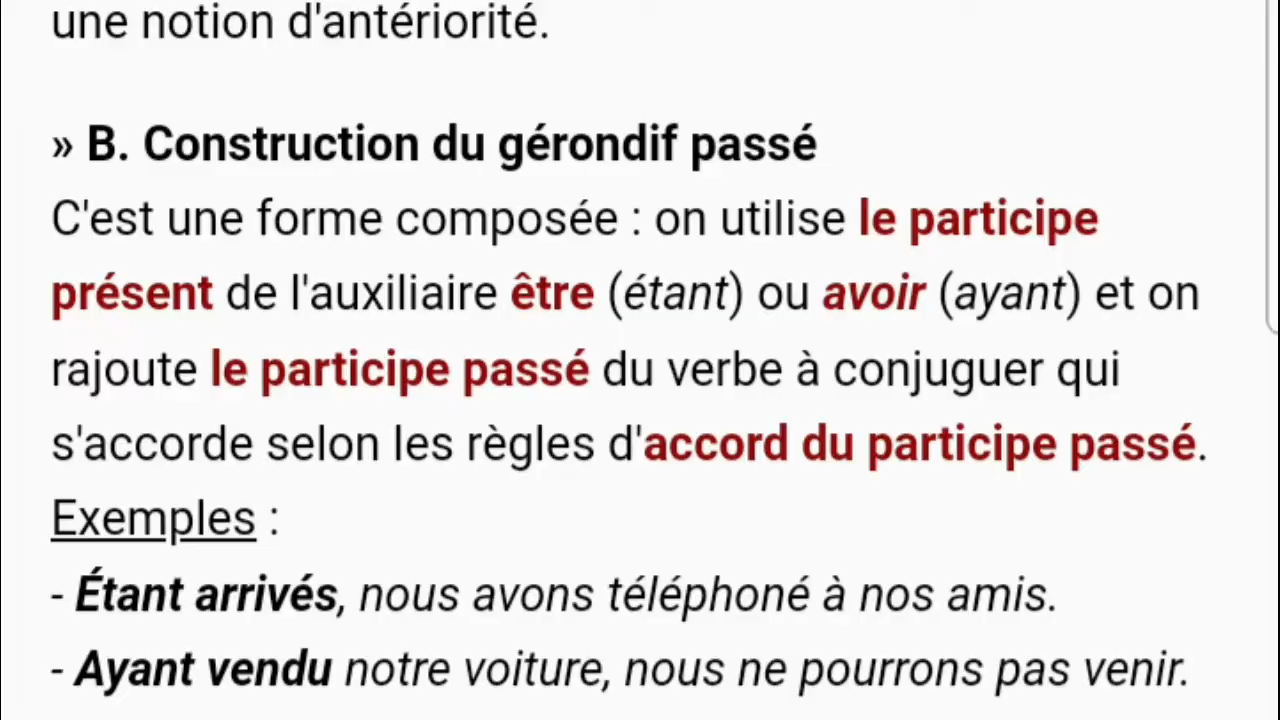 une notion d'antériorité.
» B. Construction du gérondif passé
C'est une forme composée : on utilise le participe
présent de l'auxiliaire être (étant) ou avoir (ayant) et on
rajoute le participe passé du verbe à conjuguer qui
s'accorde selon les règles d'accord du participe passé.
Exemples :
- Étant arrivés, nous avons téléphoné à nos amis.
- Ayant vendu notre voiture, nous ne pourrons pas venir.